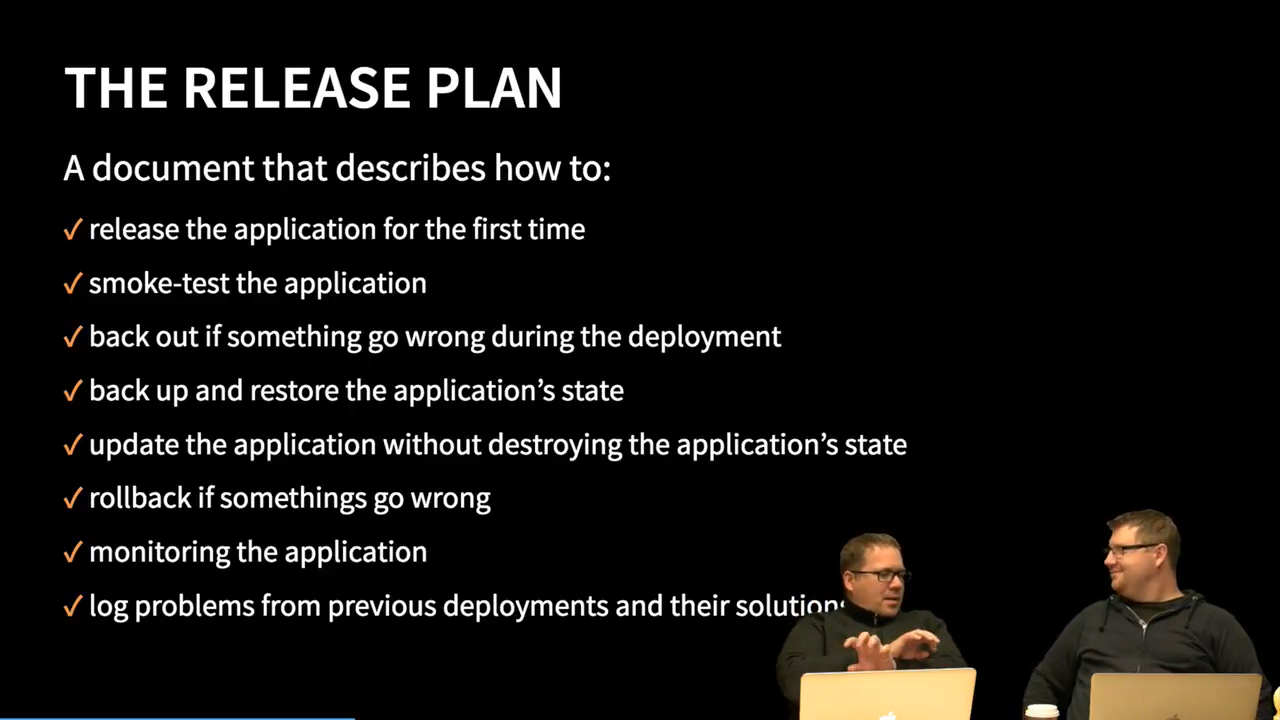 THE RELEASE PLAN
A document that describes how to:
✓ release the application for the first time
✓ smoke-test the application
✓ back out if something go wrong during the deployment
✓ back up and restore the application’s state
✓ update the application without destroying the application’s state
✓ rollback if somethings go wrong
✓ monitoring the application
✓ log problems from previous deployments and their solutions